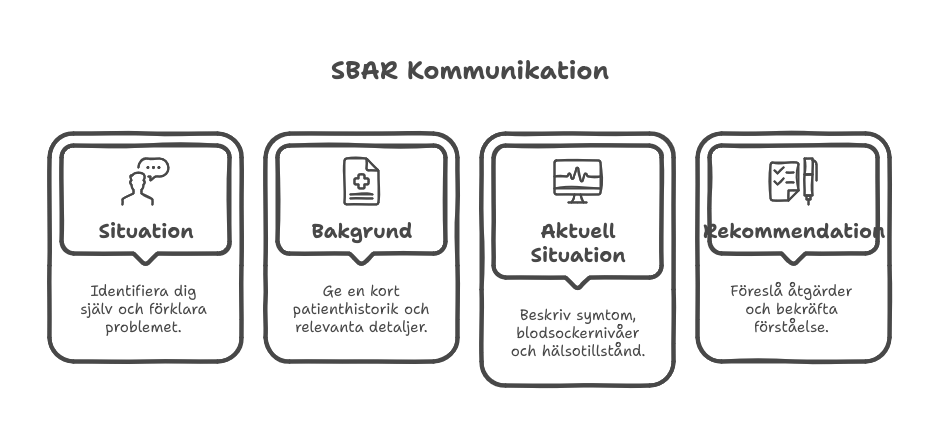 SBAR Kommunikation
Situation
Identifiera dig
själv och förklara
problemet.
Bakgrund
Ge en kort
patienthistorik och
relevanta detaljer.
Aktuell
Situation
Beskriv symtom,
blodsockernivåer
och hälsotillstånd.
Rekommendation
Föreslå åtgärder
och bekräfta
förståelse.